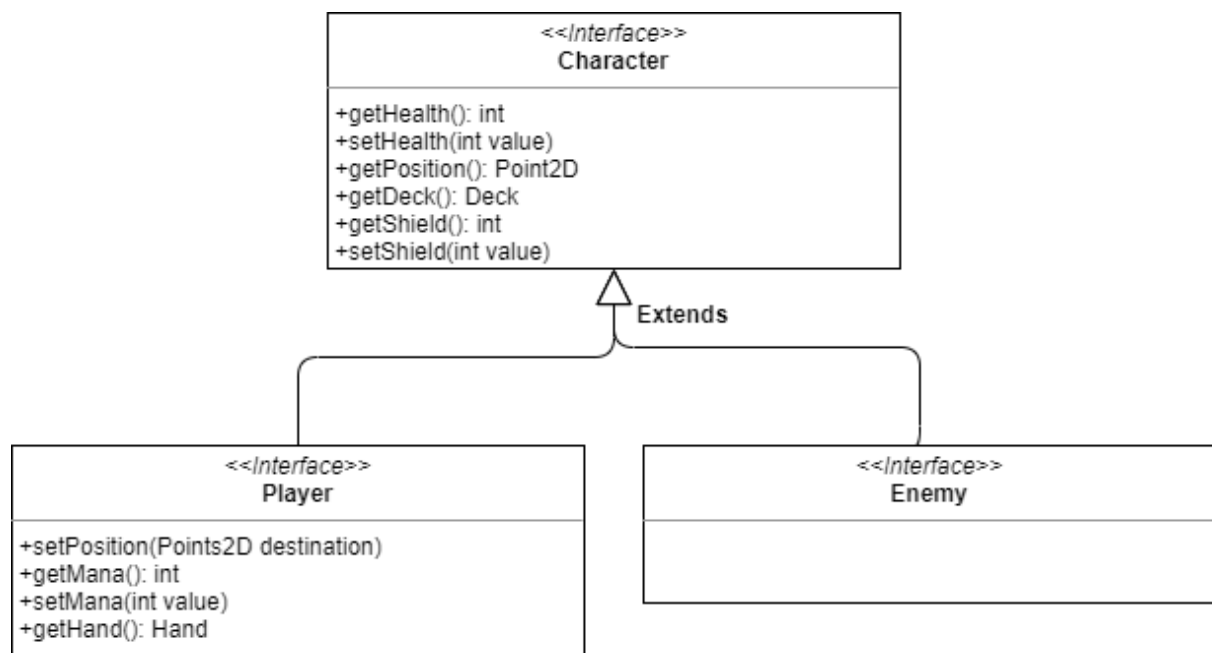 <<Interface>>
Character
+getHealth(): int
+setHealth(int value)
+getPosition(): Point2D
+getDeck(): Deck
+getShield(): int
+setShield(int value)
Extends
<<Interface>>
Player
+setPosition(Points2D destination)
+getMana(): int
+setMana(int value)
+getHand(): Hand
<<Interface>>
Enemy